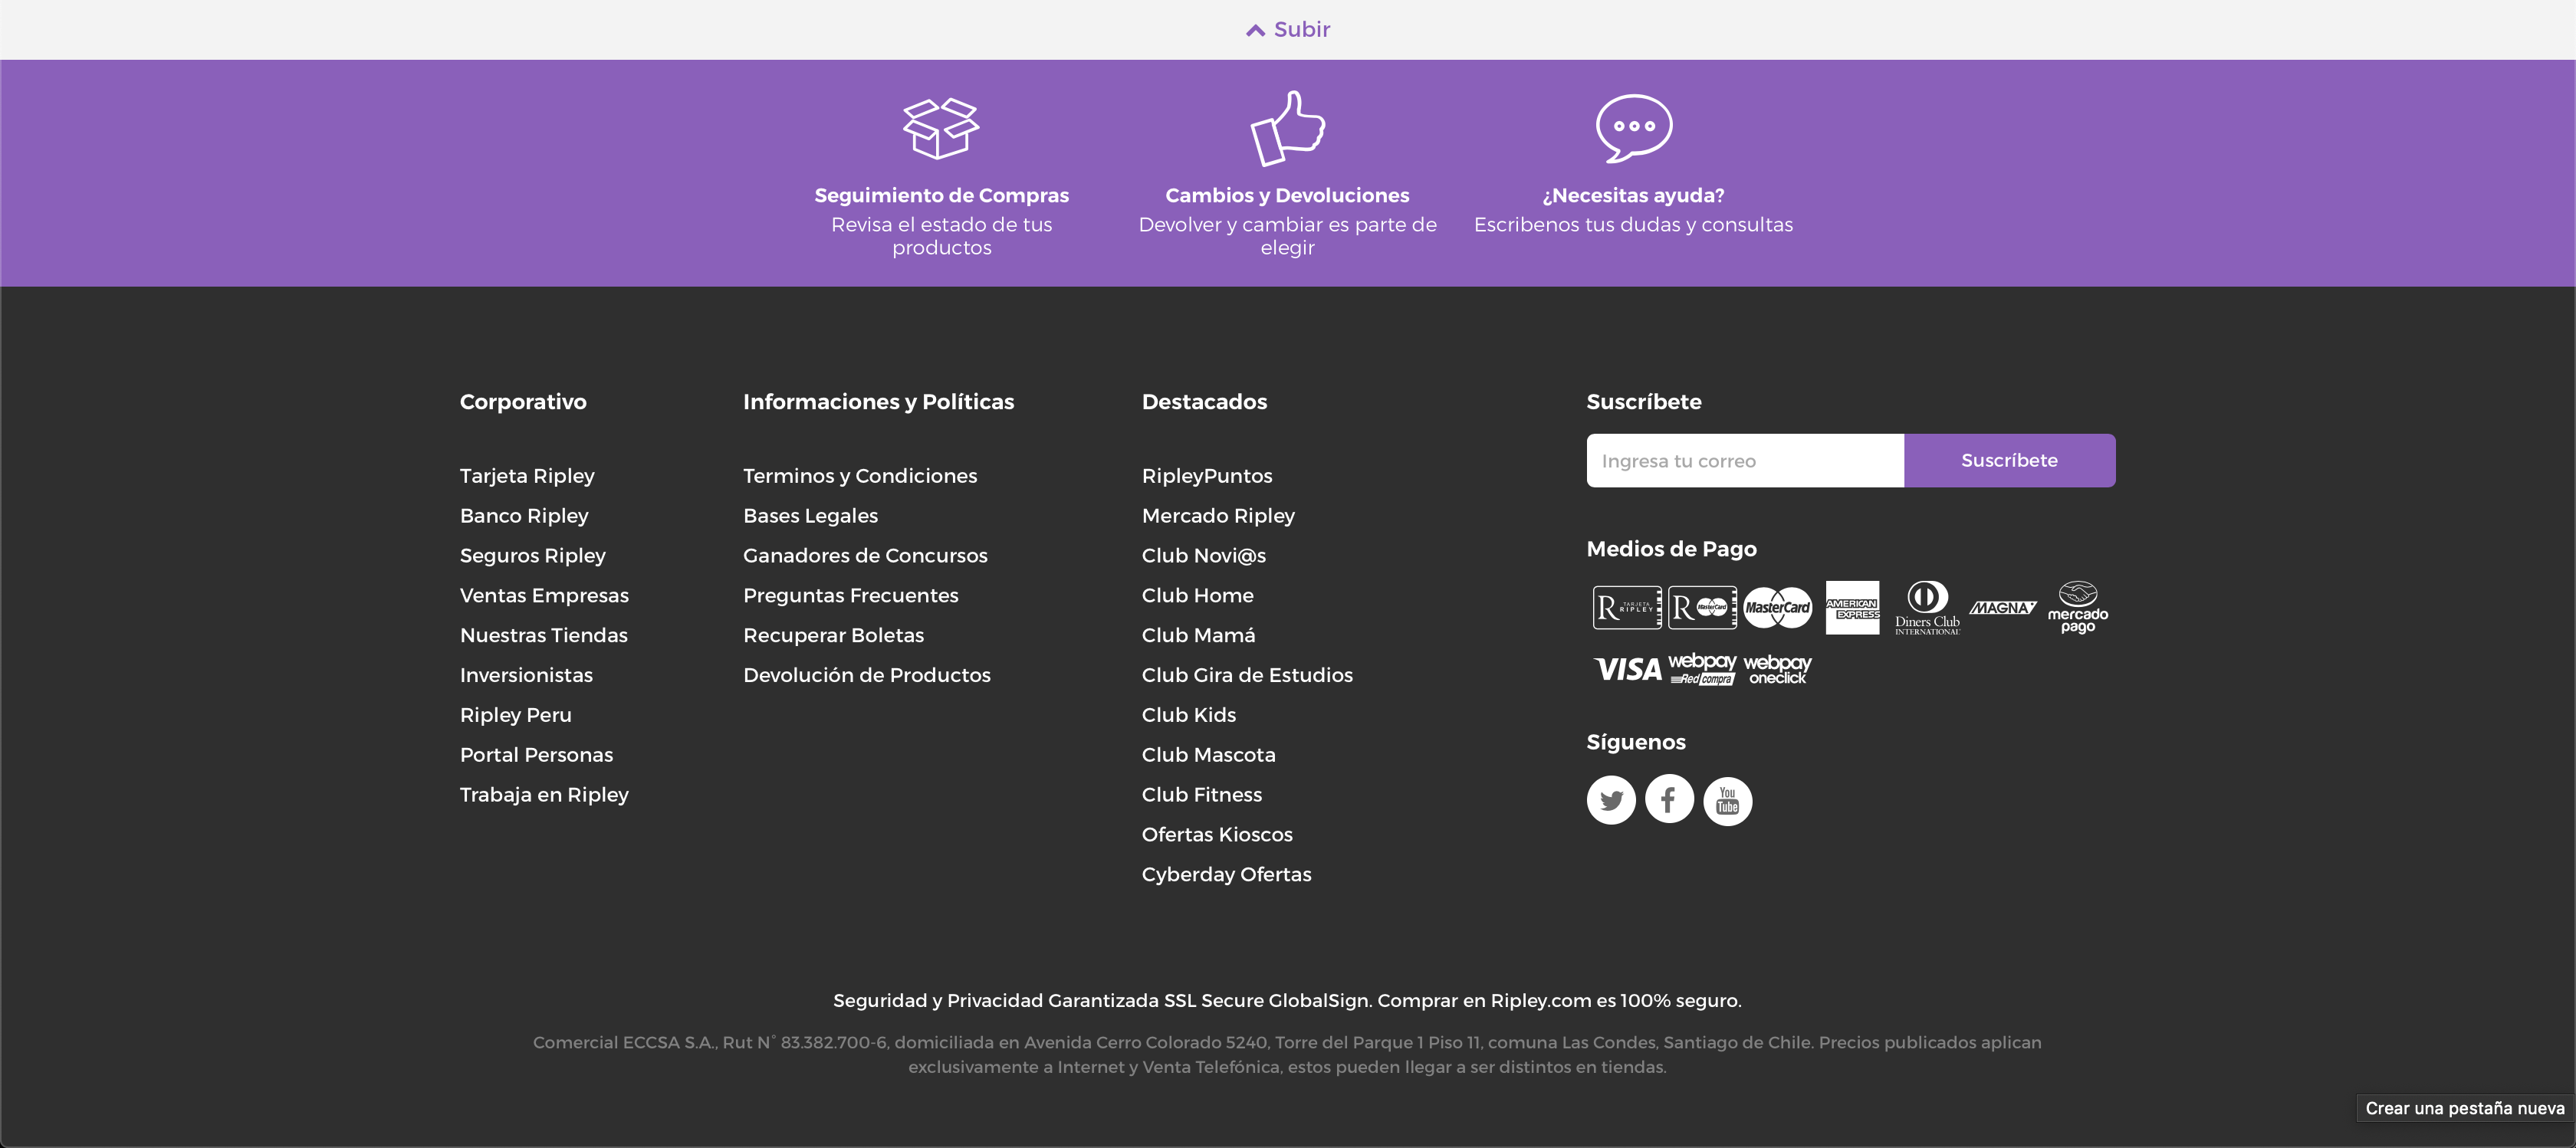 Subir
Seguimiento de Compras
Revisa el estado de tus
productos
Cambios y Devoluciones
Devolver y cambiar es parte de
elegir
¿Necesitas ayuda?
Escribenos tus dudas y consultas
Corporativo
Tarjeta Ripley
Banco Ripley
Seguros Ripley
Ventas Empresas
Nuestras Tiendas
Inversionistas
Ripley Peru
Portal Personas
Trabaja en Ripley
Informaciones y Políticas
Terminos y Condiciones
Bases Legales
Ganadores de Concursos
Preguntas Frecuentes
Recuperar Boletas
Devolución de Productos
Destacados
RipleyPuntos
Mercado Ripley
Club Novi@s
Club Home
Club Mamá
Club Gira de Estudios
Club Kids
Club Mascota
Club Fitness
Ofertas Kioscos
Cyberday Ofertas
Suscríbete
Ingresa tu correo
Suscríbete
Medios de Pago
R TARJETA RIPLEY
R MasterCard
MasterCard
AMERICAN EXPRESS
Diners Club INTERNATIONAL
MAGNA
mercado pago
VISA
webpay Redcompra
webpay oneclick
Síguenos
You Tube
Seguridad y Privacidad Garantizada SSL Secure GlobalSign. Comprar en Ripley.com es 100% seguro.
Comercial ECCSA S.A., Rut N° 83.382.700-6, domiciliada en Avenida Cerro Colorado 5240, Torre del Parque 1 Piso 11, comuna Las Condes, Santiago de Chile. Precios publicados aplican
exclusivamente a Internet y Venta Telefónica, estos pueden llegar a ser distintos en tiendas.
Crear una pestaña nueva